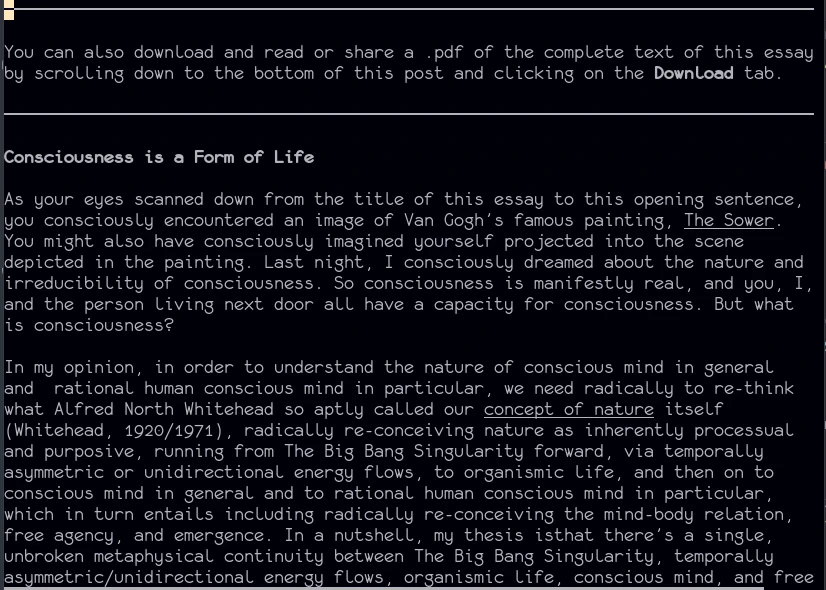 You can also download and read or share a .pdf of the complete text of this essay
by scrolling down to the bottom of this post and clicking on the Download tab.
Consciousness is a Form of Life
As your eyes scanned down from the title of this essay to this opening sentence,
you consciously encountered an image of Van Gogh's famous painting, The Sower.
You might also have consciously imagined yourself projected into the scene
depicted in the painting. Last night, I consciously dreamed about the nature and
irreducibility of consciousness. So consciousness is manifestly real, and you, I,
and the person living next door all have a capacity for consciousness. But what
is consciousness?
In my opinion, in order to understand the nature of conscious mind in general
and  rational human conscious mind in particular, we need radically to re-think
what Alfred North Whitehead so aptly called our concept of nature itself
(Whitehead, 1920/1971), radically re-conceiving nature as inherently processual
and purposive, running from The Big Bang Singularity forward, via temporally
asymmetric or unidirectional energy flows, to organismic life, and then on to
conscious mind in general and to rational human conscious mind in particular,
which in turn entails including radically re-conceiving the mind-body relation,
free agency, and emergence. In a nutshell, my thesis isthat there's a single,
unbroken metaphysical continuity between The Big Bang Singularity, temporally
asymmetric/unidirectional energy flows, organismic life, conscious mind, and free